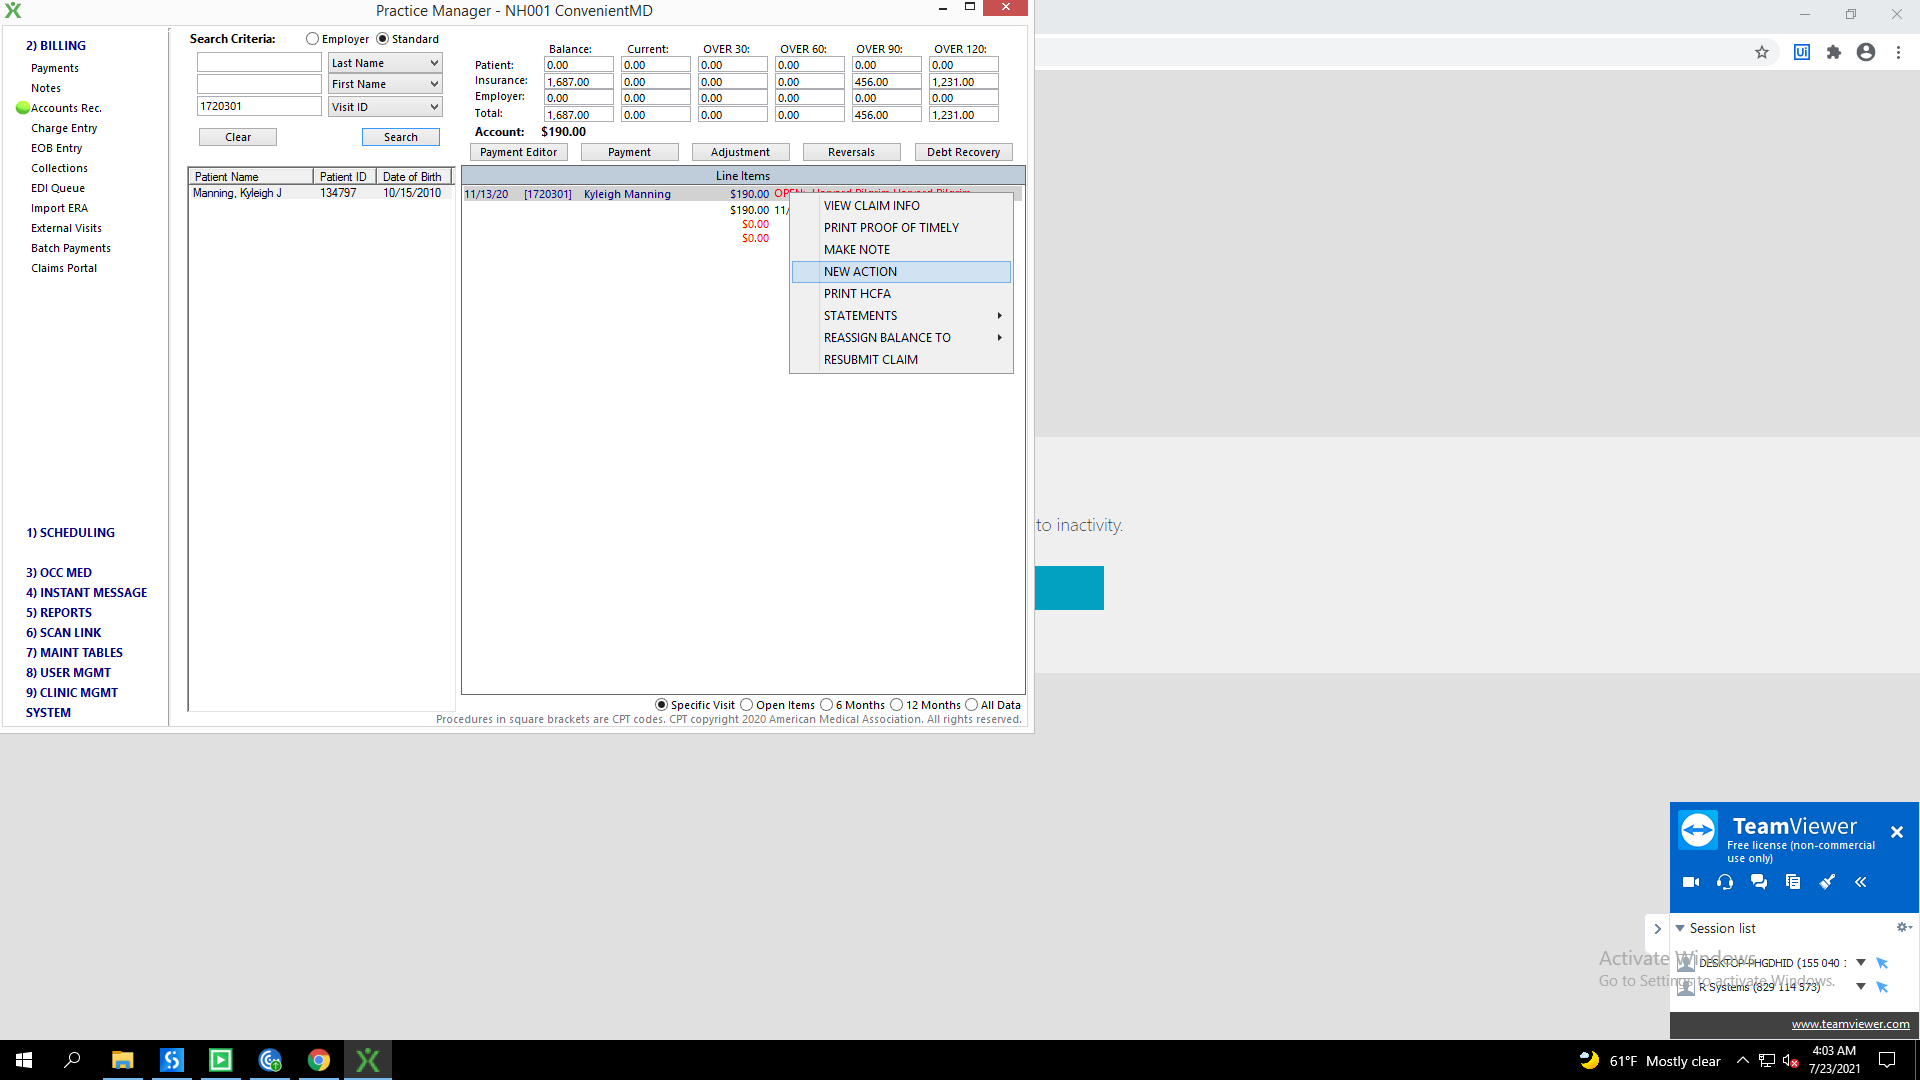 Practice Manager - NH001 ConvenientMD
2) BILLING
Payments
Notes
Accounts Rec.
Charge Entry
EOB Entry
Collections
EDI Queue
Import ERA
External Visits
Batch Payments
Claims Portal
1) SCHEDULING
3) OCC MED
4) INSTANT MESSAGE
5) REPORTS
6) SCAN LINK
7) MAINT TABLES
8) USER MGMT
9) CLINIC MGMT
SYSTEM
Search Criteria: Employer Standard
Last Name
First Name
1720301 Visit ID
Clear Search
Balance: Current: OVER 30: OVER 60: OVER 90: OVER 120:
Patient: 0.00 0.00 0.00 0.00 0.00 0.00
Insurance: 1,687.00 0.00 0.00 0.00 456.00 1,231.00
Employer: 0.00 0.00 0.00 0.00 0.00 0.00
Total: 1,687.00 0.00 0.00 0.00 456.00 1,231.00
Account: $190.00
Payment Editor Payment Adjustment Reversals Debt Recovery
Patient Name Patient ID Date of Birth
Manning, Kyleigh J 134797 10/15/2010
Line Items
11/13/20 [1720301] Kyleigh Manning $190.00 OPEN: Harvard Pilgrim Harvard Pilgrim
$190.00 11/
$0.00
$0.00
VIEW CLAIM INFO
PRINT PROOF OF TIMELY
MAKE NOTE
NEW ACTION
PRINT HCFA
STATEMENTS
REASSIGN BALANCE TO
RESUBMIT CLAIM
Specific Visit Open Items 6 Months 12 Months All Data
Procedures in square brackets are CPT codes. CPT copyright 2020 American Medical Association. All rights reserved.
Ui
to inactivity.
TeamViewer
Free license (non-commercial
use only)
Session list
DESKTOP-PHGDHID (155 040
R Systems (829 114 573)
Activate Windows
Go to Settings to activate Windows.
www.teamviewer.com
61°F Mostly clear
4:03 AM
7/23/2021